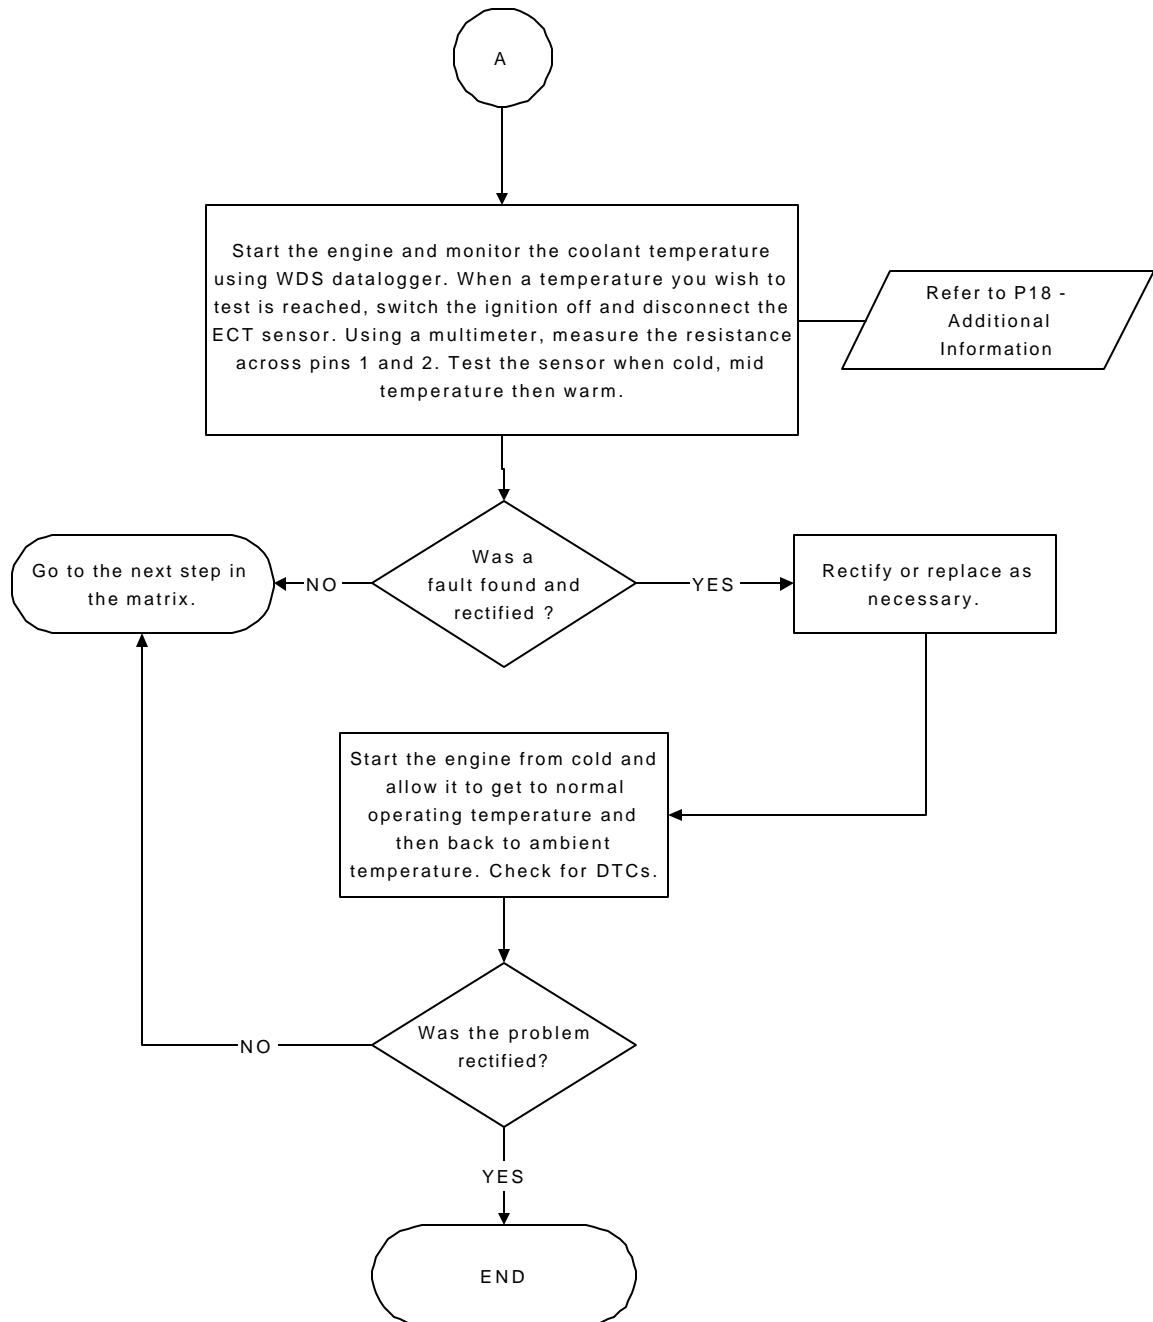 A
Start the engine and monitor the coolant temperature
using WDS datalogger. When a temperature you wish to
test is reached, switch the ignition off and disconnect the
ECT sensor. Using a multimeter, measure the resistance
across pins 1 and 2. Test the sensor when cold, mid
temperature then warm.
Refer to P18 -
Additional
Information
Was a
fault found and
rectified ?
NO
Go to the next step in
the matrix.
YES
Rectify or replace as
necessary.
Start the engine from cold and
allow it to get to normal
operating temperature and
then back to ambient
temperature. Check for DTCs.
Was the problem
rectified?
NO
YES
END